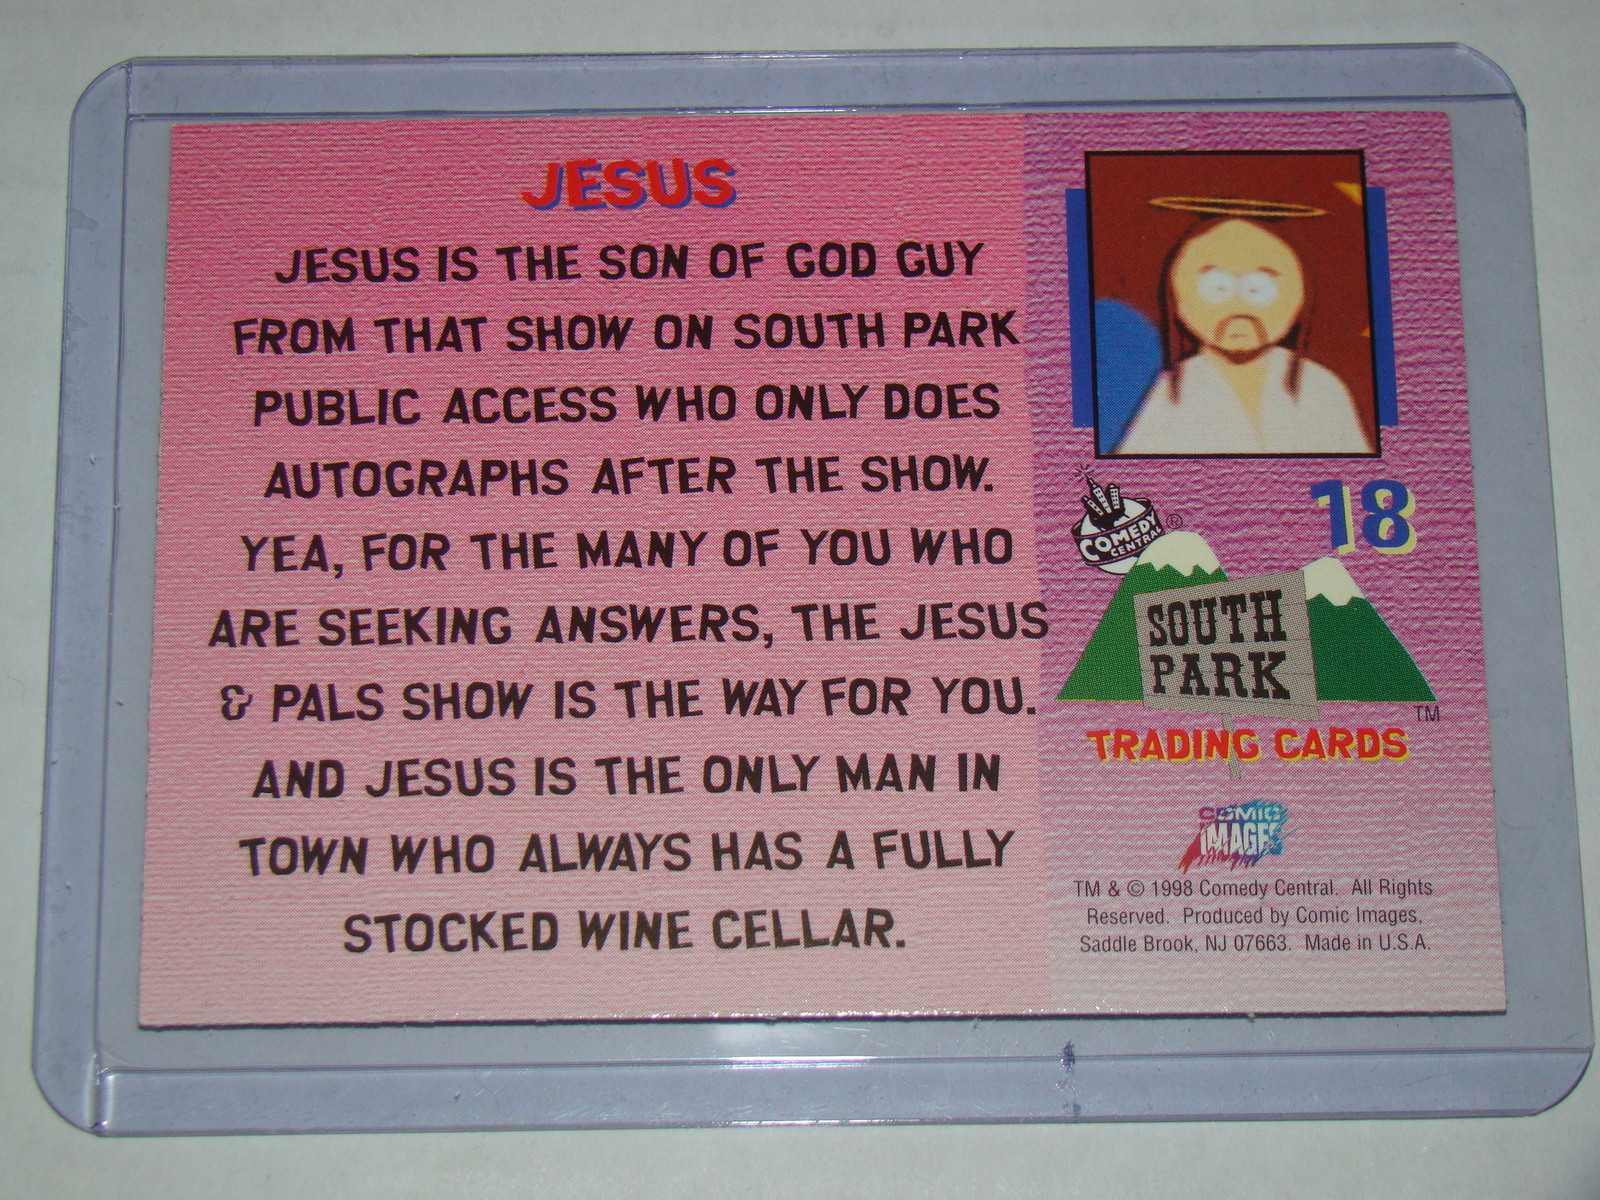 JESUS
JESUS IS THE SON OF GOD GUY
FROM THAT SHOW ON SOUTH PARK
PUBLIC ACCESS WHO ONLY DOES
AUTOGRAPHS AFTER THE SHOW.
YEA, FOR THE MANY OF YOU WHO
ARE SEEKING ANSWERS, THE JESUS
& PALS SHOW IS THE WAY FOR YOU.
AND JESUS IS THE ONLY MAN IN
TOWN WHO ALWAYS HAS A FULLY
STOCKED WINE CELLAR.
18
COMEDY
CENTRAL ®
SOUTH
PARK
TM
TRADING CARDS
COMIC
IMAGES
TM & © 1998 Comedy Central. All Rights
Reserved. Produced by Comic Images,
Saddle Brook, NJ 07663. Made in U.S.A.